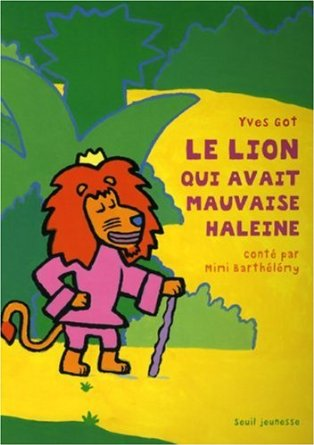 Yves Got
LE LION
QUI AVAIT
MAUVAISE
HALEINE
conté par
Mimi Barthélémy
Seuil jeunesse